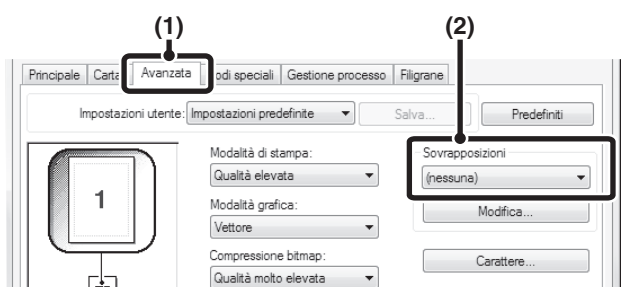 (1) (2)
Principale Carta Avanzata odi speciali Gestione processo Filigrane
Impostazioni utente: Impostazioni predefinite Salva... Predefiniti
Modalità di stampa: Sovrapposizioni
Qualità elevata (nessuna)
1
Modalità grafica: Modifica...
Vettore
Compressione bitmap: Carattere...
Qualità molto elevata